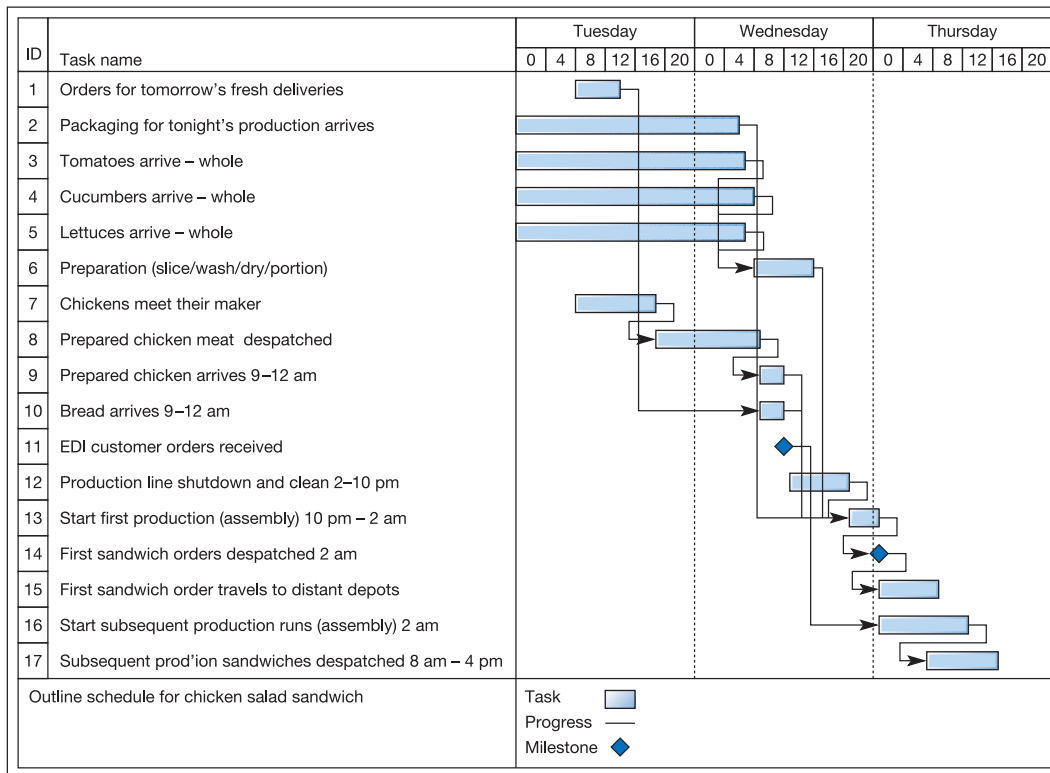 Tuesday Wednesday Thursday
ID Task name 0 4 8 12 16 20 0 4 8 12 16 20 0 4 8 12 16 20
1 Orders for tomorrow's fresh deliveries
2 Packaging for tonight's production arrives
3 Tomatoes arrive – whole
4 Cucumbers arrive – whole
5 Lettuces arrive – whole
6 Preparation (slice/wash/dry/portion)
7 Chickens meet their maker
8 Prepared chicken meat despatched
9 Prepared chicken arrives 9–12 am
10 Bread arrives 9–12 am
11 EDI customer orders received
12 Production line shutdown and clean 2–10 pm
13 Start first production (assembly) 10 pm – 2 am
14 First sandwich orders despatched 2 am
15 First sandwich order travels to distant depots
16 Start subsequent production runs (assembly) 2 am
17 Subsequent prod'ion sandwiches despatched 8 am – 4 pm
Outline schedule for chicken salad sandwich
Task
Progress
Milestone